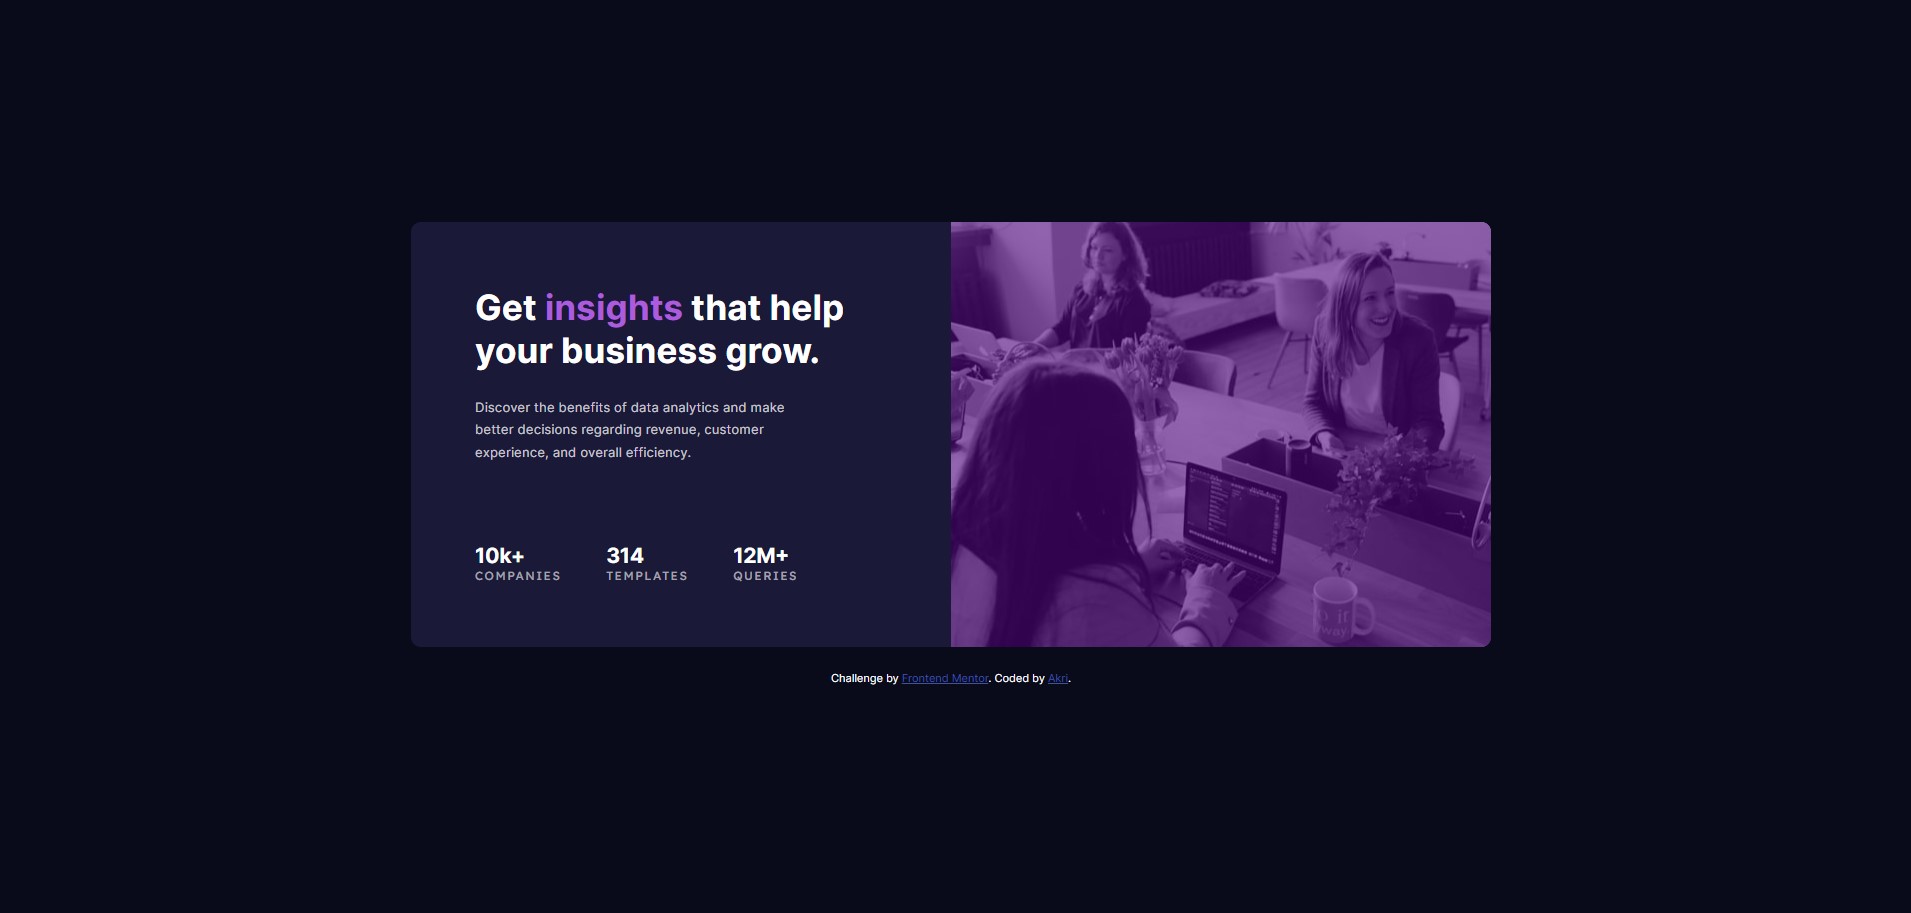 Get insights that help
your business grow.
Discover the benefits of data analytics and make
better decisions regarding revenue, customer
experience, and overall efficiency.
10k+ 314 12M+
COMPANIES TEMPLATES QUERIES
Challenge by Frontend Mentor. Coded by Akri.